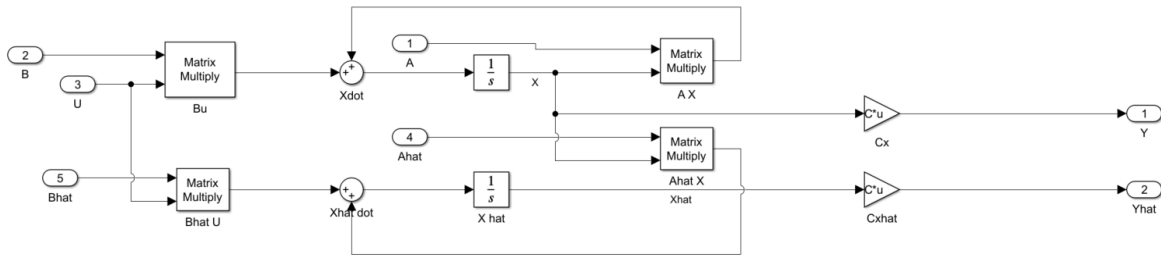 2
B
3
U
Matrix
Multiply
Bu
+
+
Xdot
1
A
1
s
X
Matrix
Multiply
A X
C*u
Cx
1
Y
4
Ahat
Matrix
Multiply
Ahat X
5
Bhat
Matrix
Multiply
Bhat U
+
+
Xhat dot
1
s
X hat
Xhat
C*u
Cxhat
2
Yhat